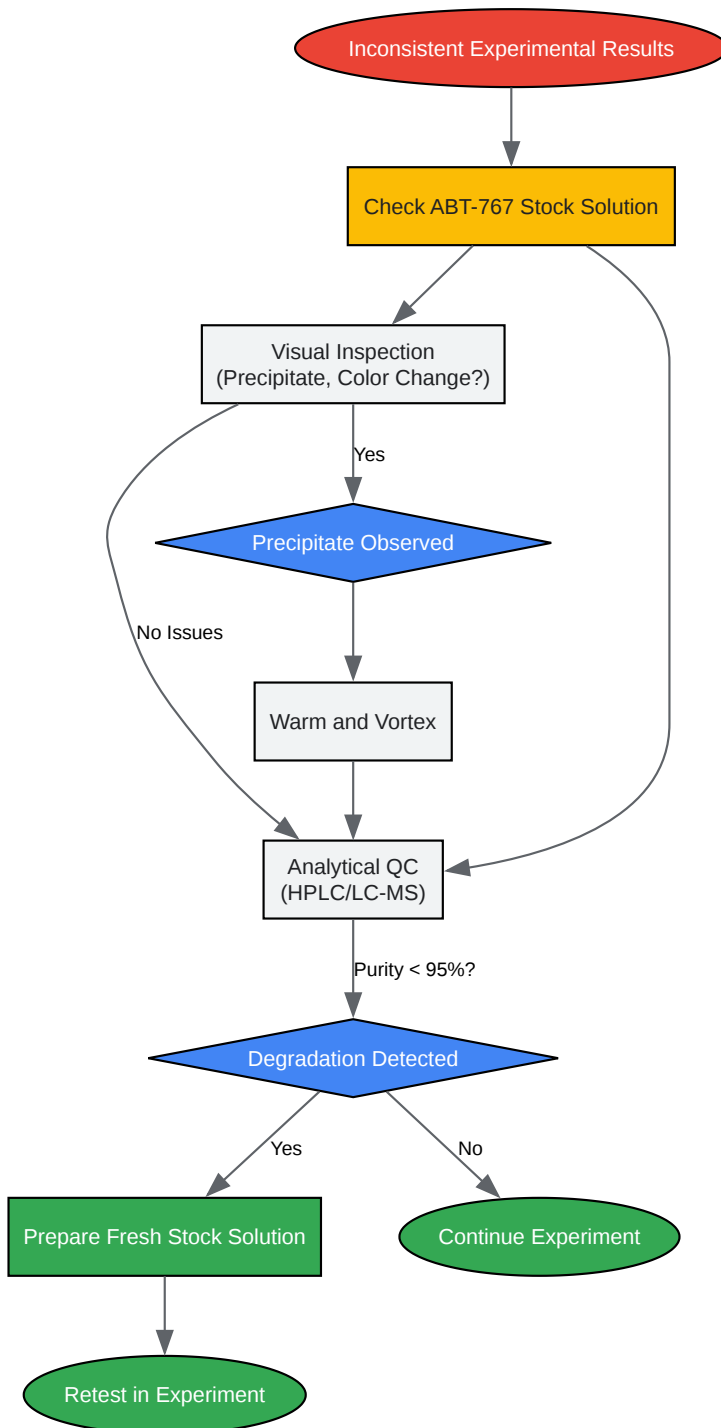 Inconsistent Experimental Results
Check ABT-767 Stock Solution
Visual Inspection
(Precipitate, Color Change?)
Yes
Precipitate Observed
No Issues
Warm and Vortex
Analytical QC
(HPLC/LC-MS)
Purity < 95%?
Degradation Detected
Yes
No
Prepare Fresh Stock Solution
Continue Experiment
Retest in Experiment